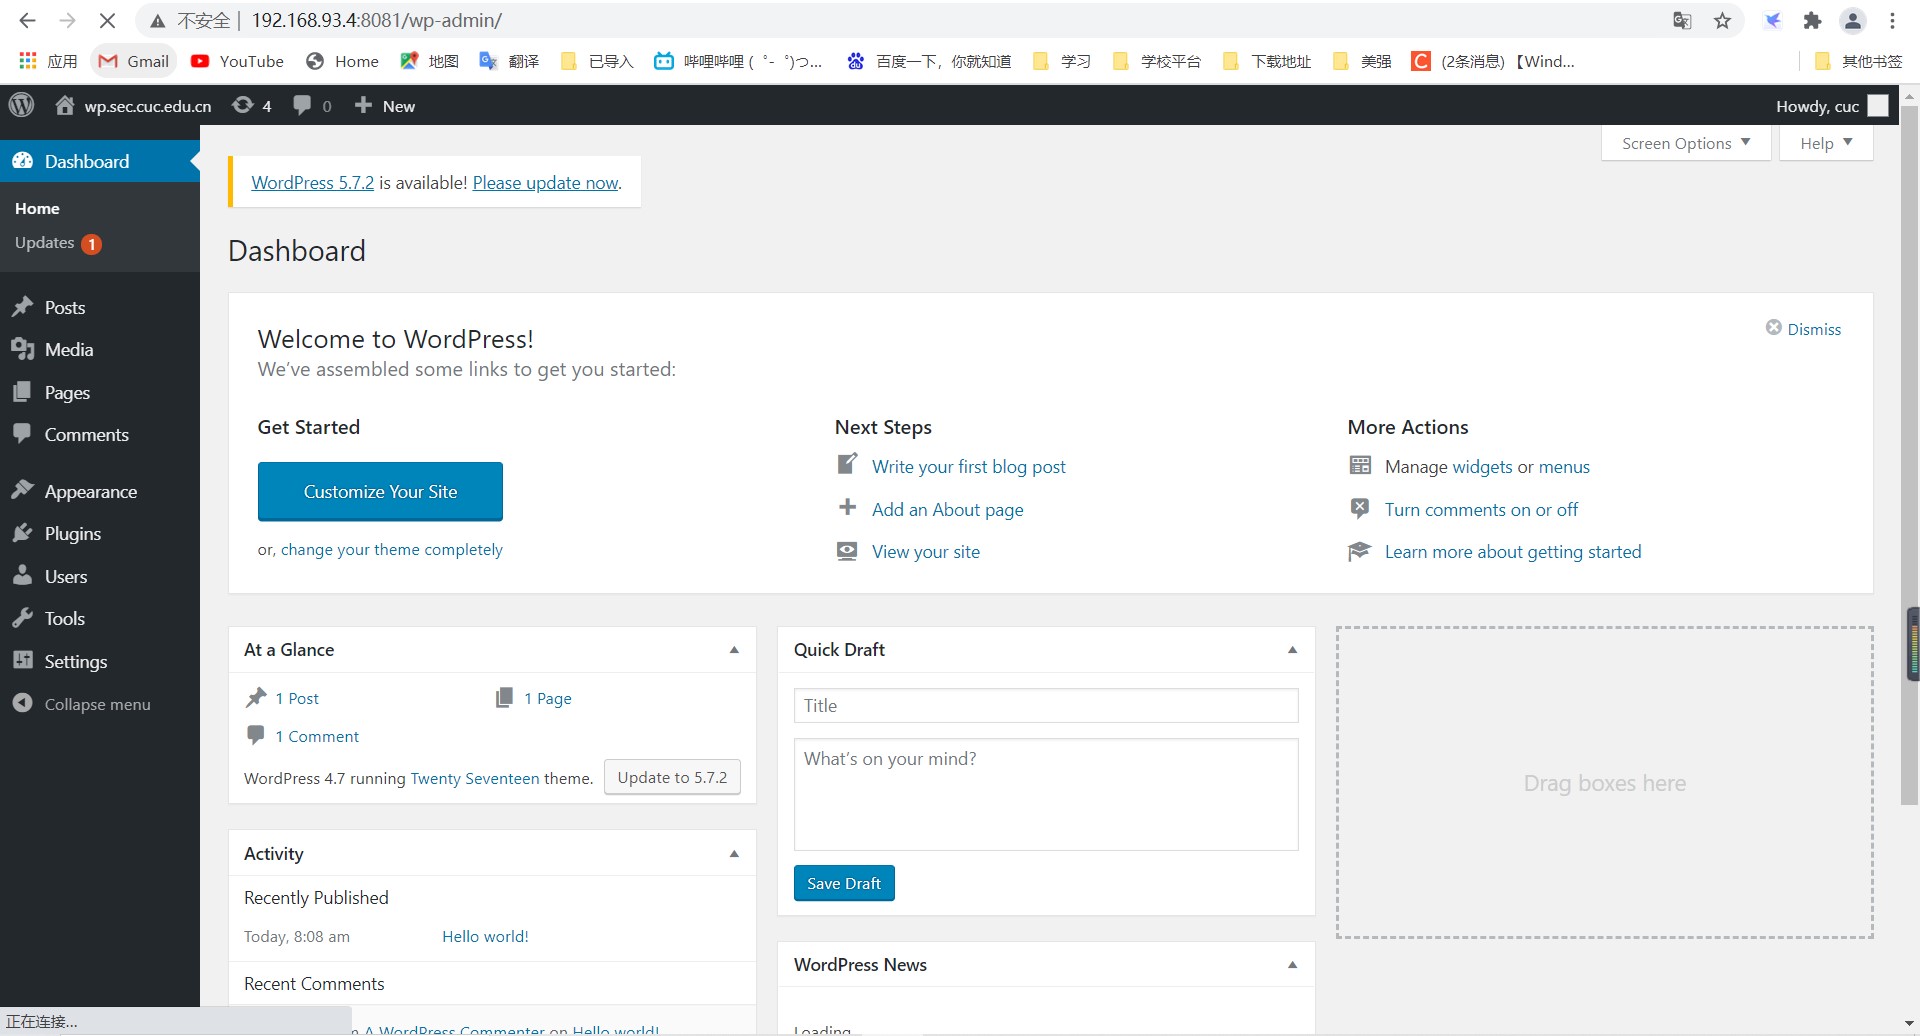 不安全 | 192.168.93.4:8081/wp-admin/
应用 Gmail YouTube Home 地图 翻译 已导入 哔哩哔哩 (゜-゜)つ... 百度一下，你就知道 学习 学校平台 下载地址 美强 (2条消息) 【Wind... 其他书签
wp.sec.cuc.edu.cn 4 0 New Howdy, cuc
Screen Options Help
Dashboard
Home
Updates 1
Posts
Media
Pages
Comments
Appearance
Plugins
Users
Tools
Settings
Collapse menu
WordPress 5.7.2 is available! Please update now.
Dashboard
Welcome to WordPress!
We've assembled some links to get you started:
Dismiss
Get Started
Customize Your Site
or, change your theme completely
Next Steps
Write your first blog post
Add an About page
View your site
More Actions
Manage widgets or menus
Turn comments on or off
Learn more about getting started
At a Glance
1 Post 1 Page
1 Comment
WordPress 4.7 running Twenty Seventeen theme. Update to 5.7.2
Activity
Recently Published
Today, 8:08 am Hello world!
Recent Comments
A WordPress Commenter on Hello world!
Quick Draft
Title
What's on your mind?
Save Draft
WordPress News
Loading
Drag boxes here
正在连接...